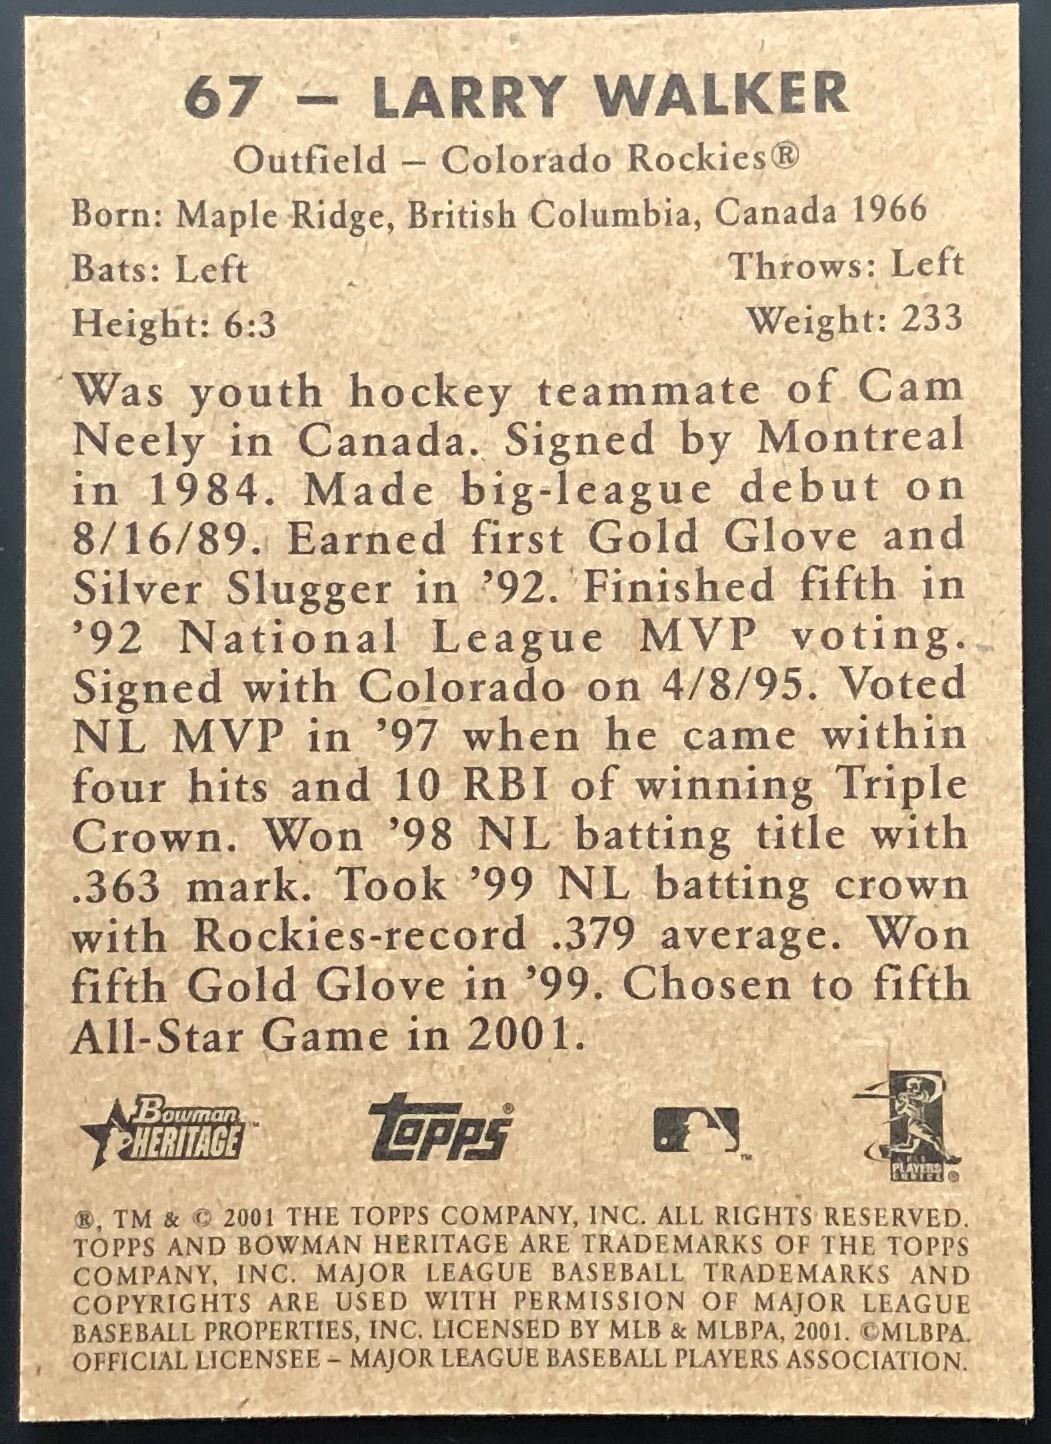 67 – LARRY WALKER
Outfield – Colorado Rockies®
Born: Maple Ridge, British Columbia, Canada 1966
Bats: Left Throws: Left
Height: 6:3 Weight: 233
Was youth hockey teammate of Cam
Neely in Canada. Signed by Montreal
in 1984. Made big-league debut on
8/16/89. Earned first Gold Glove and
Silver Slugger in ’92. Finished fifth in
’92 National League MVP voting.
Signed with Colorado on 4/8/95. Voted
NL MVP in ’97 when he came within
four hits and 10 RBI of winning Triple
Crown. Won ’98 NL batting title with
.363 mark. Took ’99 NL batting crown
with Rockies-record .379 average. Won
fifth Gold Glove in ’99. Chosen to fifth
All-Star Game in 2001.
Bowman HERITAGE™ Topps® ™ PLAYERS CHOICE®
®, TM & © 2001 THE TOPPS COMPANY, INC. ALL RIGHTS RESERVED.
TOPPS AND BOWMAN HERITAGE ARE TRADEMARKS OF THE TOPPS
COMPANY, INC. MAJOR LEAGUE BASEBALL TRADEMARKS AND
COPYRIGHTS ARE USED WITH PERMISSION OF MAJOR LEAGUE
BASEBALL PROPERTIES, INC. LICENSED BY MLB & MLBPA, 2001. ©MLBPA.
OFFICIAL LICENSEE – MAJOR LEAGUE BASEBALL PLAYERS ASSOCIATION.